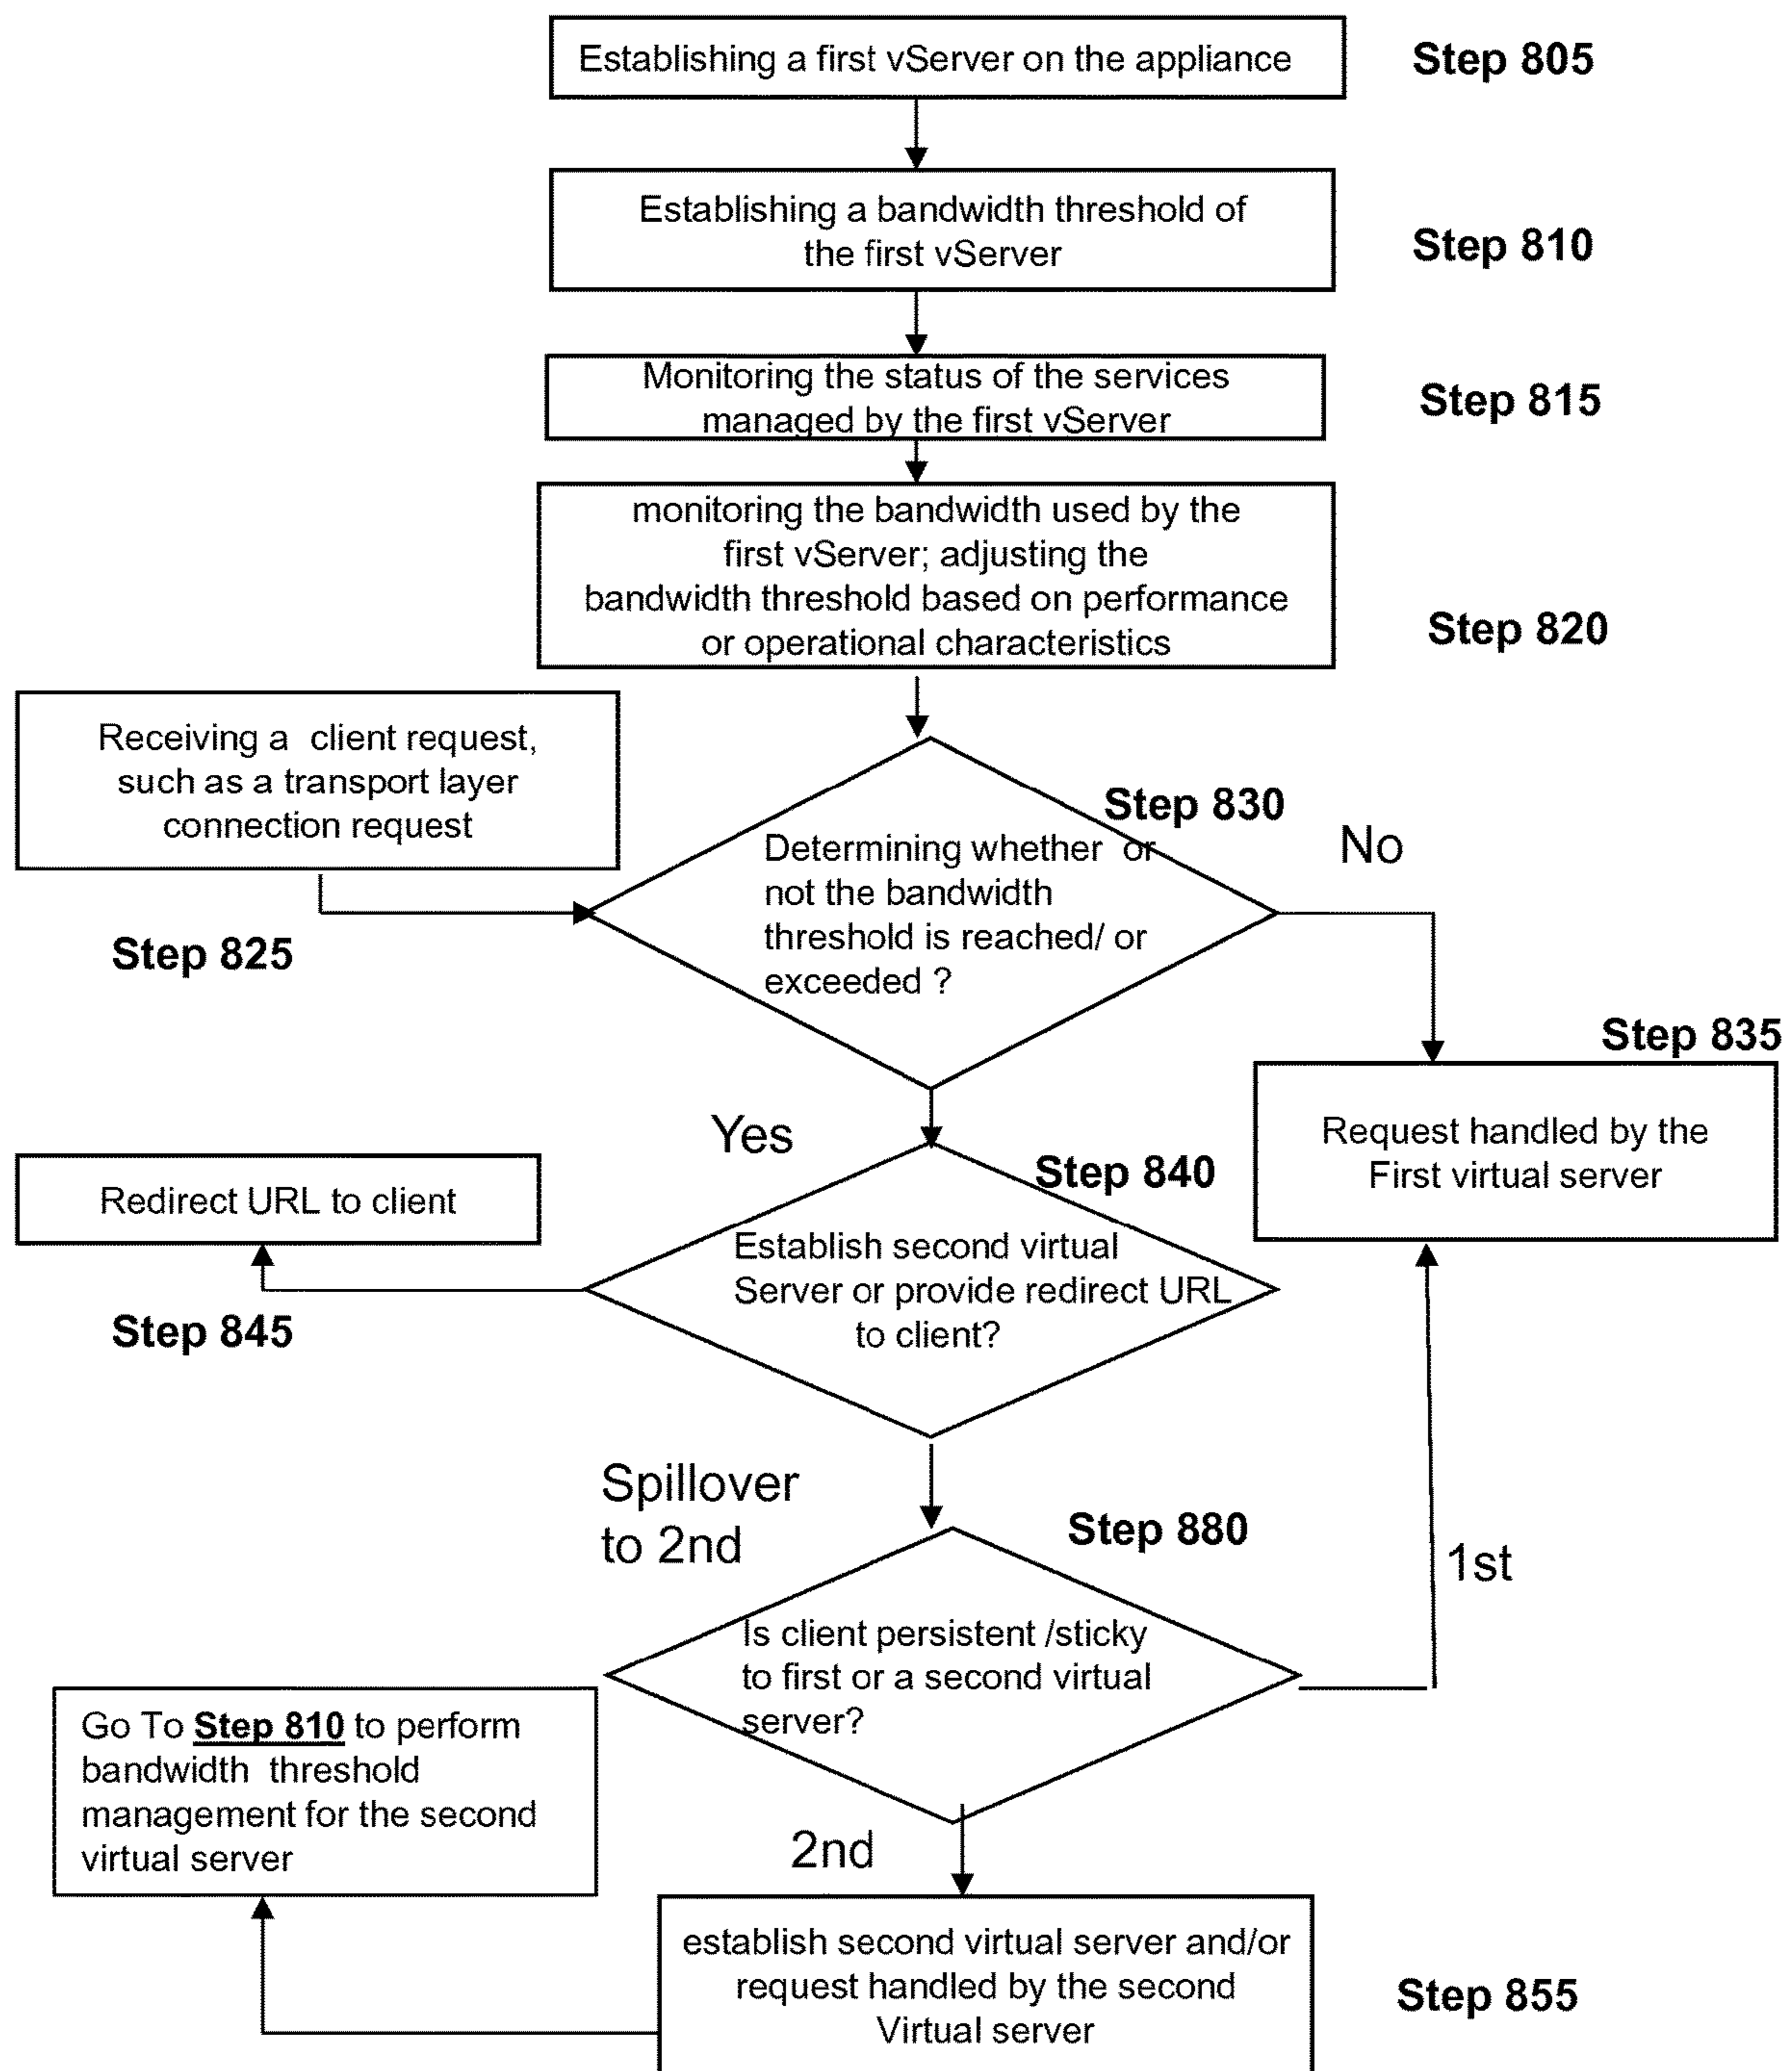 Establishing a first vServer on the appliance
Step 805
Establishing a bandwidth threshold of
the first vServer
Step 810
Monitoring the status of the services
managed by the first vServer
Step 815
monitoring the bandwidth used by the
first vServer; adjusting the
bandwidth threshold based on performance
or operational characteristics
Step 820
Receiving a client request,
such as a transport layer
connection request
Step 825
Step 830
Determining whether or
not the bandwidth
threshold is reached/ or
exceeded ?
No
Step 835
Request handled by the
First virtual server
Yes
Step 840
Establish second virtual
Server or provide redirect URL
to client?
Redirect URL to client
Step 845
Spillover
to 2nd
Step 880
Is client persistent /sticky
to first or a second virtual
server?
1st
Go To Step 810 to perform
bandwidth threshold
management for the second
virtual server
2nd
establish second virtual server and/or
request handled by the second
Virtual server
Step 855